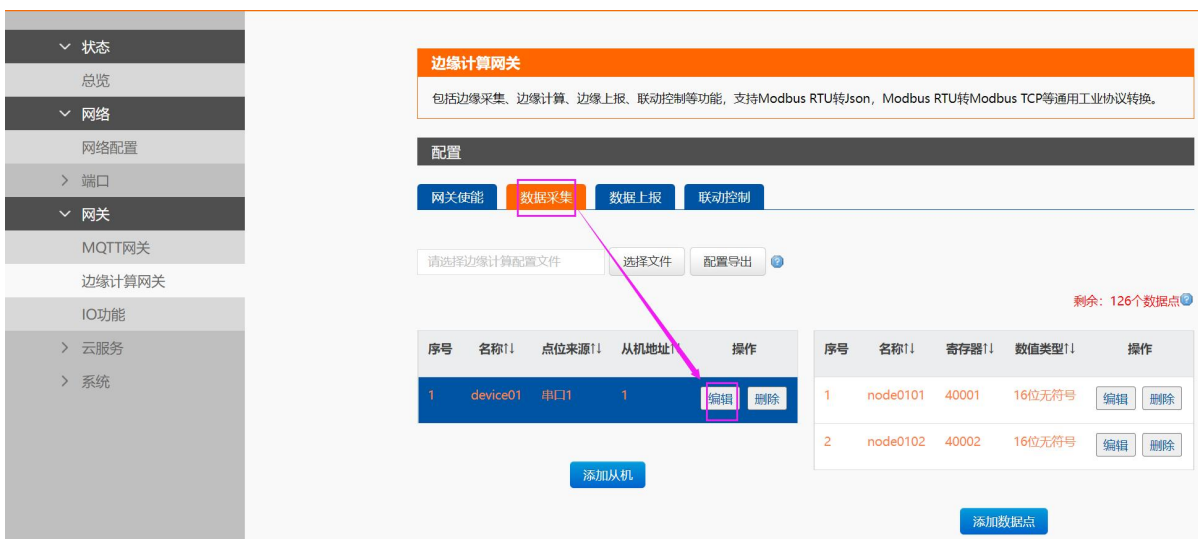 状态
总览
网络
网络配置
端口
网关
MQTT网关
边缘计算网关
IO功能
云服务
系统
边缘计算网关
包括边缘采集、边缘计算、边缘上报、联动控制等功能，支持Modbus RTU转Json，Modbus RTU转Modbus TCP等通用工业协议转换。
配置
网关使能 数据采集 数据上报 联动控制
请选择边缘计算配置文件 选择文件 配置导出
剩余：126个数据点
序号 名称↑↓ 点位来源↑↓ 从机地址↑↓ 操作
1 device01 串口1 1 编辑 删除
添加从机
序号 名称↑↓ 寄存器↑↓ 数值类型↑↓ 操作
1 node0101 40001 16位无符号 编辑 删除
2 node0102 40002 16位无符号 编辑 删除
添加数据点